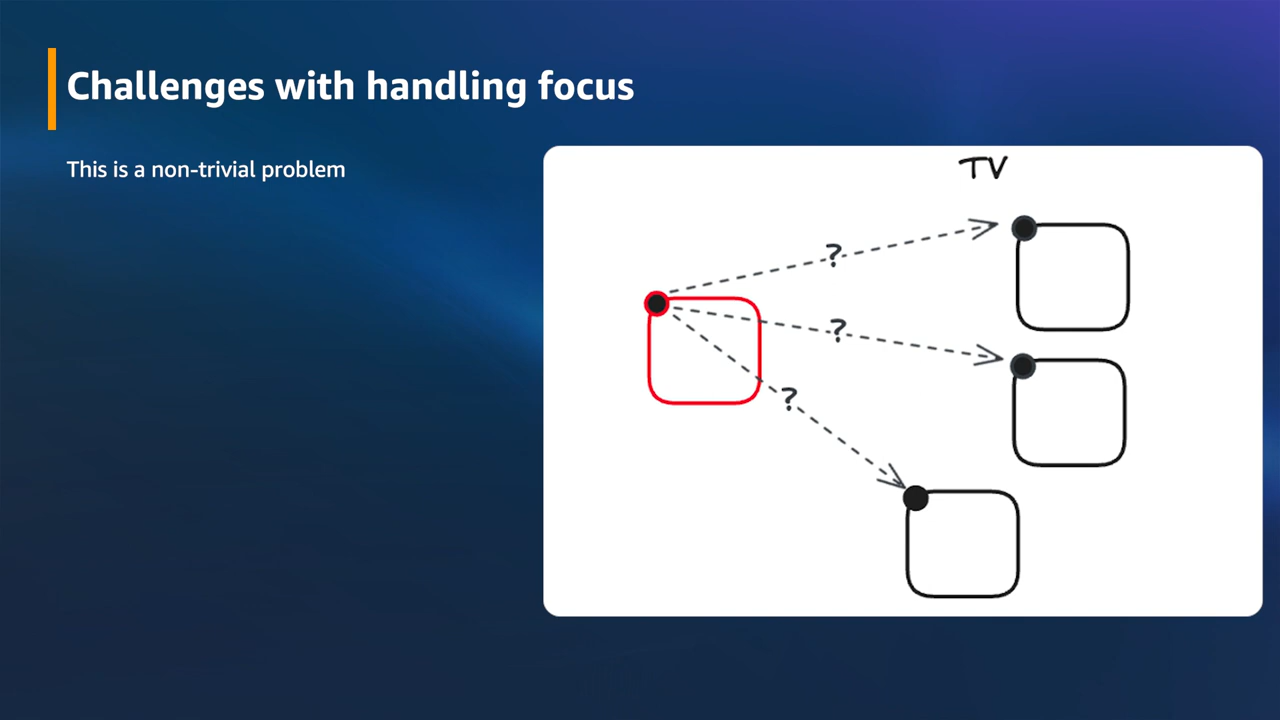 Challenges with handling focus
This is a non-trivial problem
TV
?
?
?